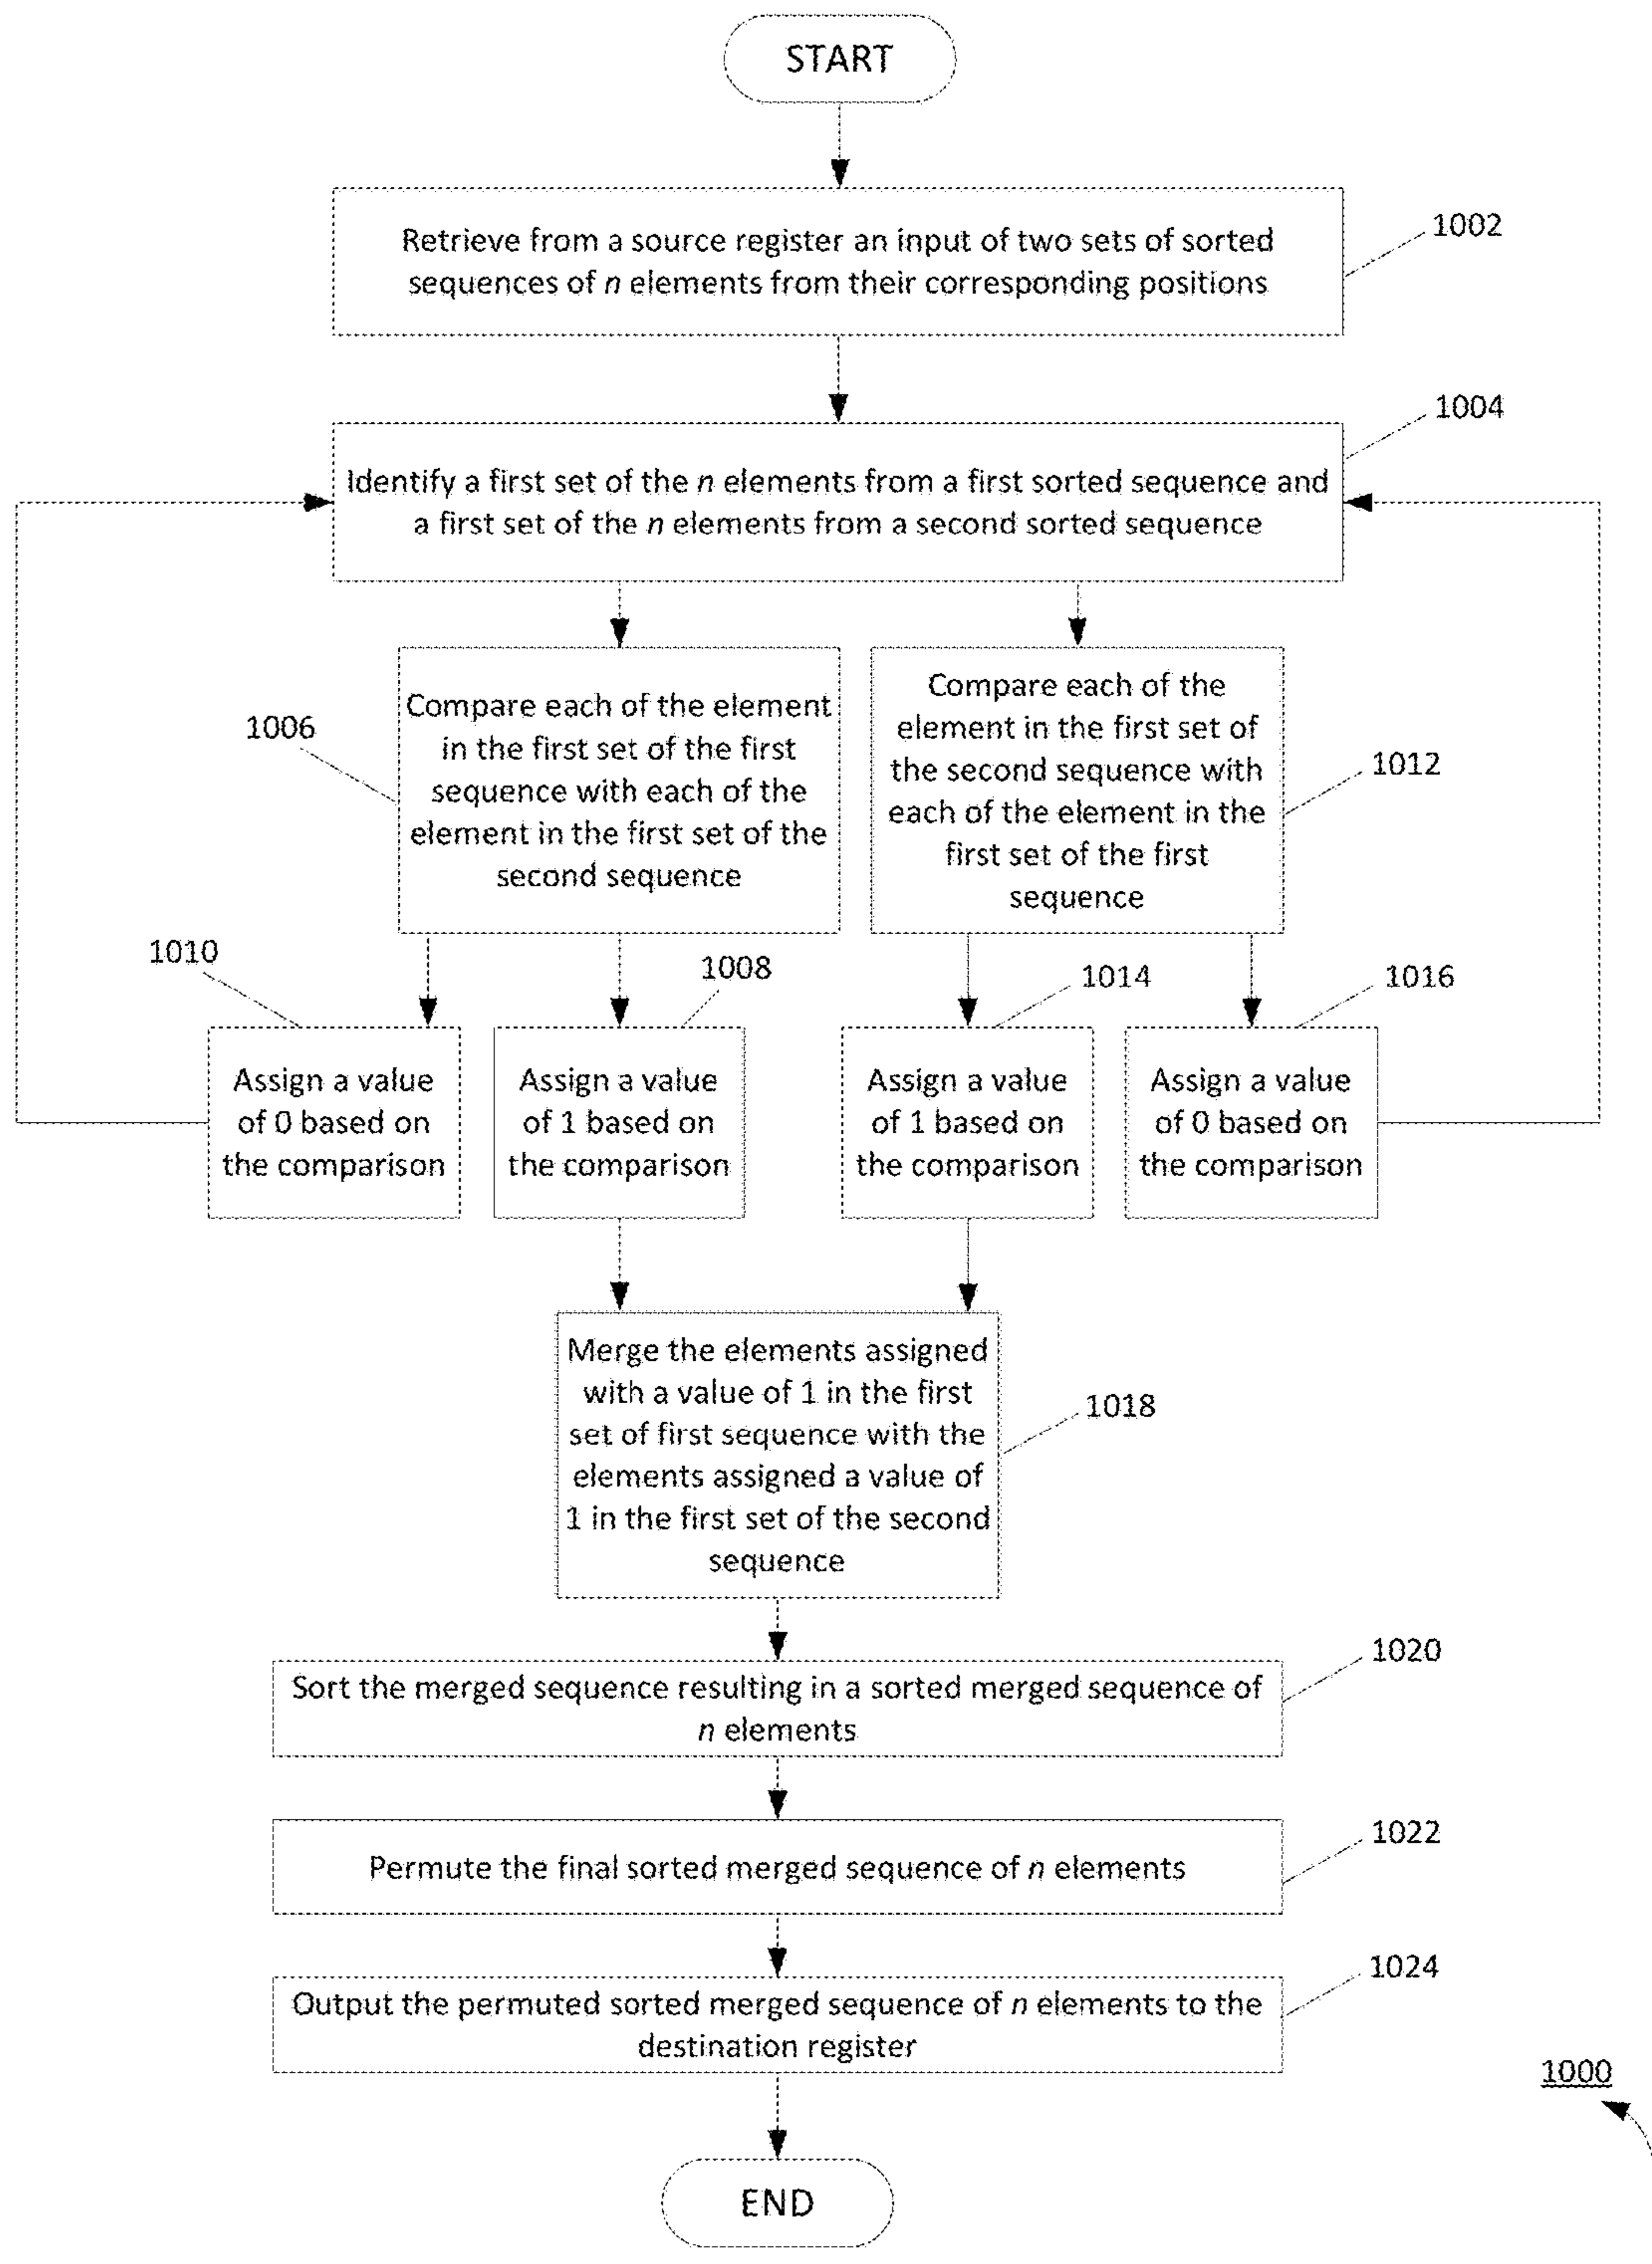 START
Retrieve from a source register an input of two sets of sorted
sequences of n elements from their corresponding positions
1002
1004
Identify a first set of the n elements from a first sorted sequence and
a first set of the n elements from a second sorted sequence
1006
Compare each of the element
in the first set of the first
sequence with each of the
element in the first set of the
second sequence
Compare each of the
element in the first set of
the second sequence with
each of the element in the
first set of the first
sequence
1012
1010
1008
1014
1016
Assign a value
of 0 based on
the comparison
Assign a value
of 1 based on
the comparison
Assign a value
of 1 based on
the comparison
Assign a value
of 0 based on
the comparison
Merge the elements assigned
with a value of 1 in the first
set of first sequence with the
elements assigned a value of
1 in the first set of the second
sequence
1018
1020
Sort the merged sequence resulting in a sorted merged sequence of
n elements
1022
Permute the final sorted merged sequence of n elements
1024
Output the permuted sorted merged sequence of n elements to the
destination register
1000
END